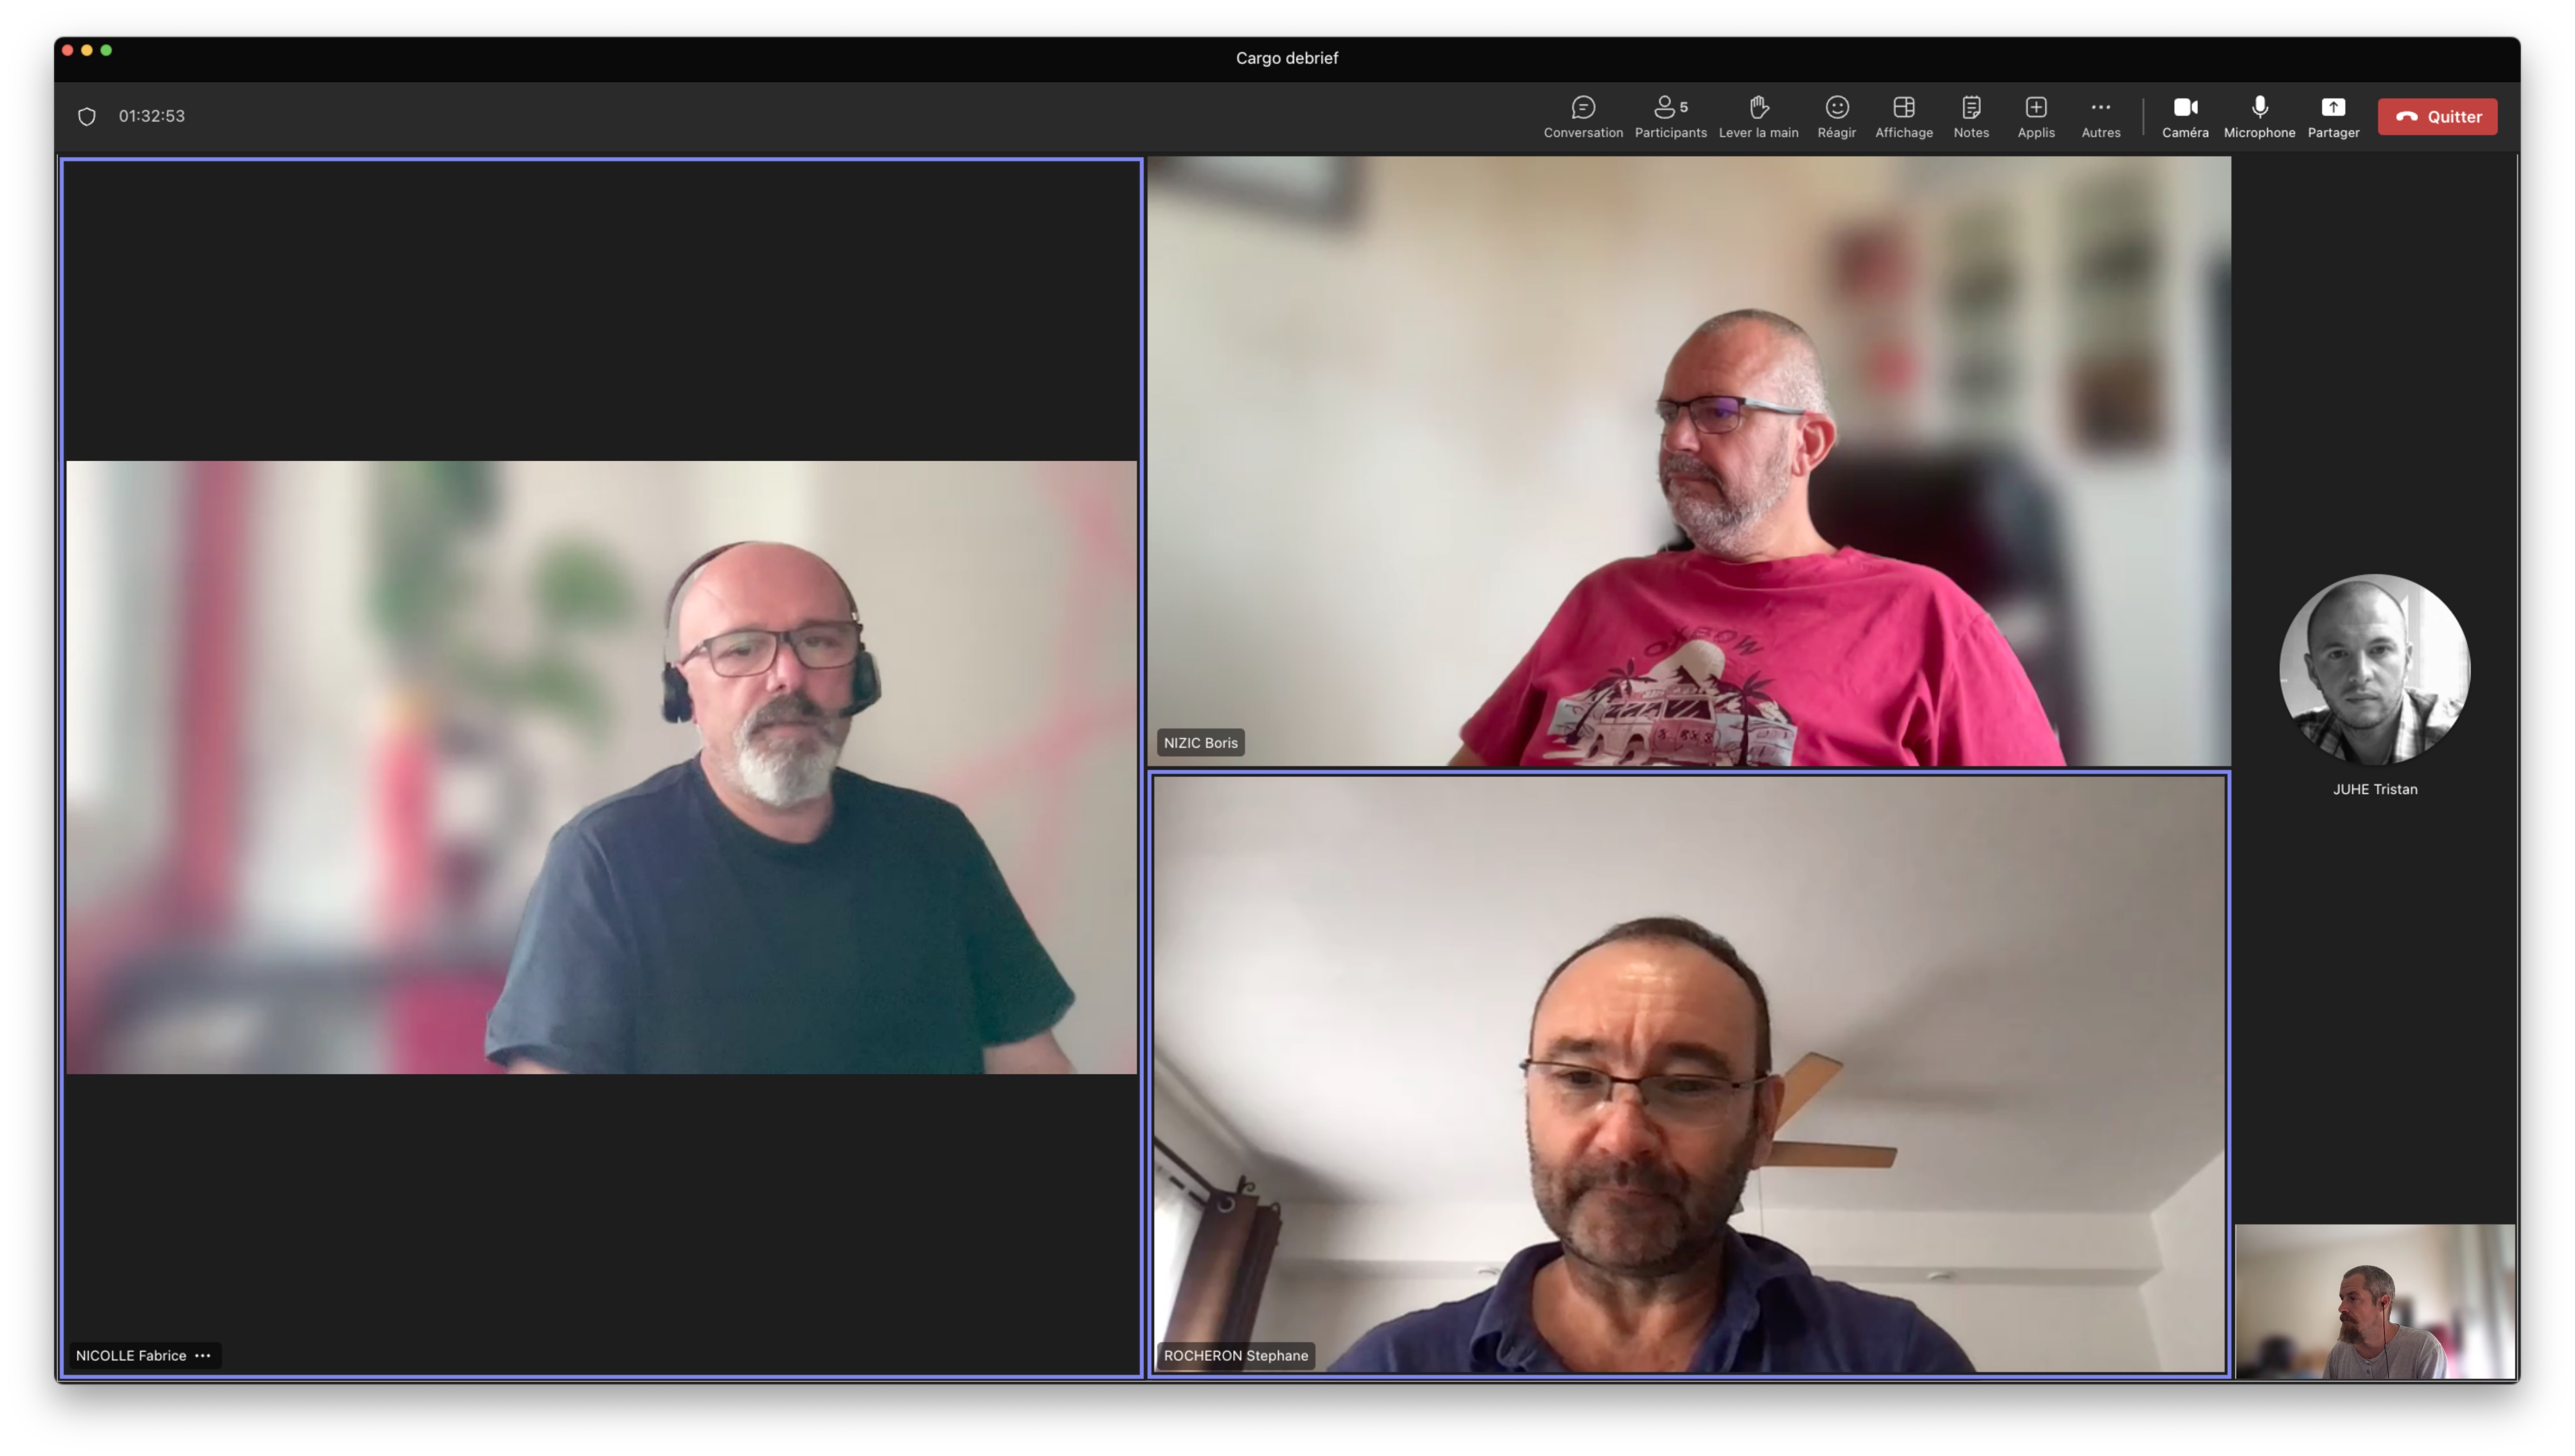 Cargo debrief
01:32:53
Conversation
5
Participants
Lever la main
Réagir
Affichage
Notes
Applis
Autres
Caméra
Microphone
Partager
Quitter
OXBOW
NIZIC Boris
JUHE Tristan
NICOLLE Fabrice
ROCHERON Stephane